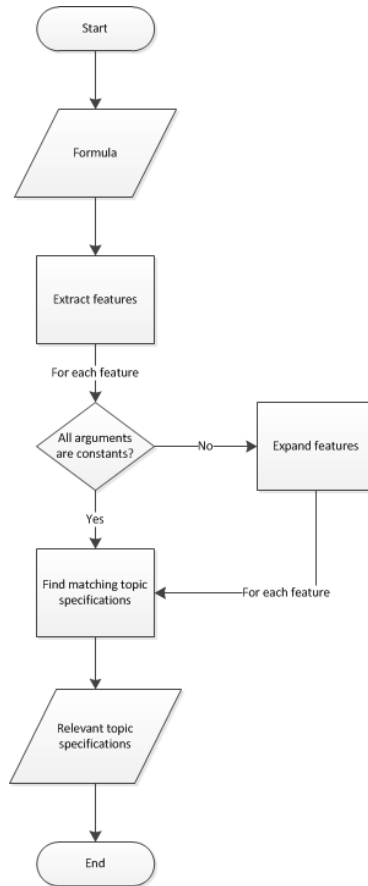 Start
Formula
Extract features
For each feature
All arguments
are constants?
No
Expand features
Yes
Find matching topic
specifications
For each feature
Relevant topic
specifications
End